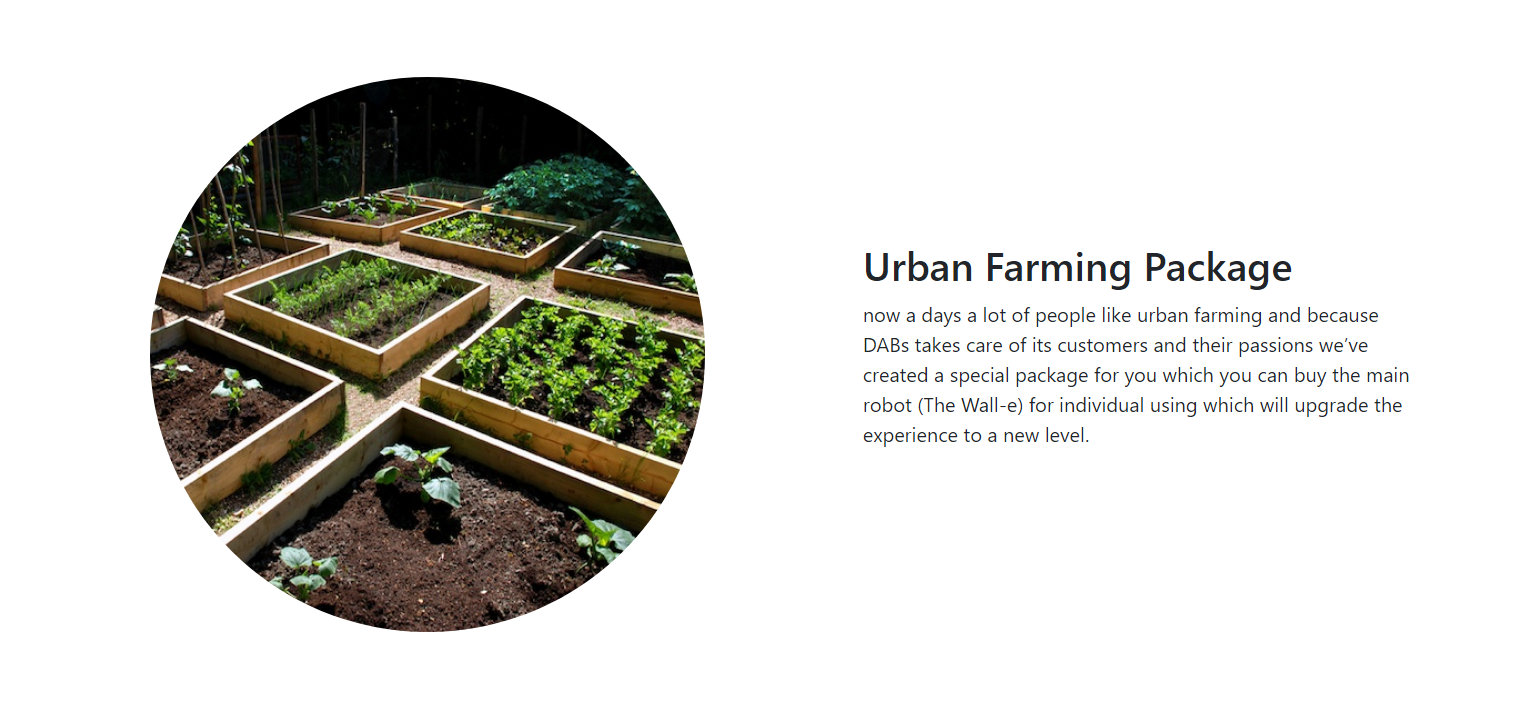 Urban Farming Package
now a days a lot of people like urban farming and because
DABs takes care of its customers and their passions we’ve
created a special package for you which you can buy the main
robot (The Wall-e) for individual using which will upgrade the
experience to a new level.